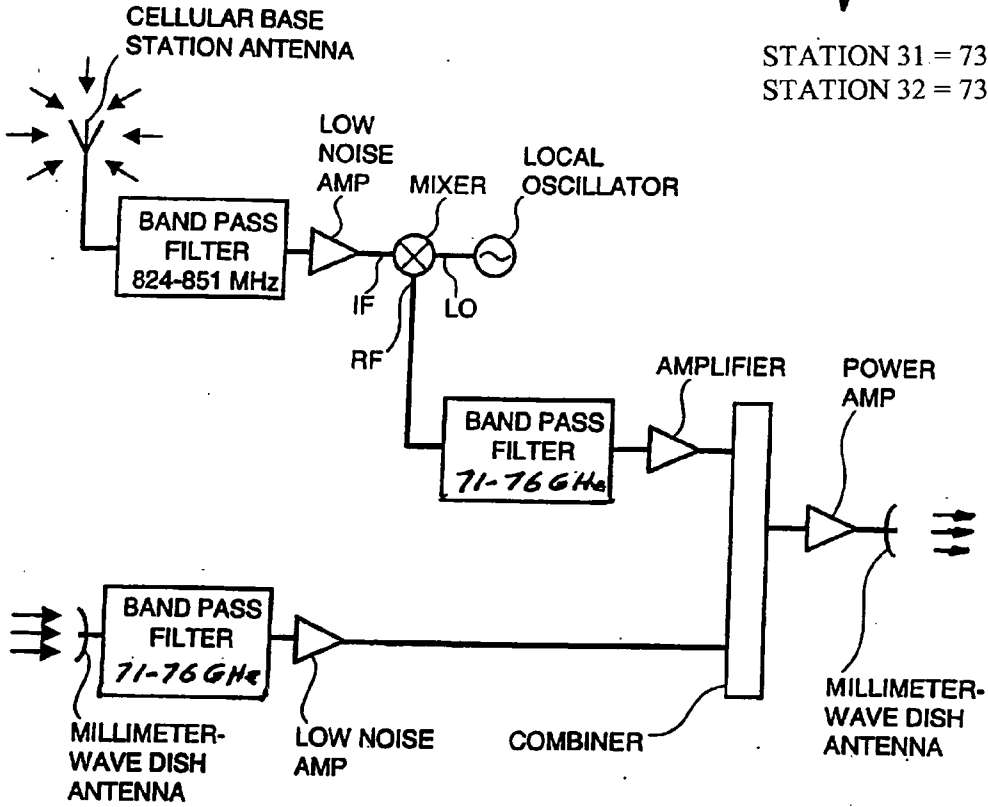 CELLULAR BASE
STATION ANTENNA
STATION 31 = 73
STATION 32 = 73
LOW
NOISE
AMP
MIXER
LOCAL
OSCILLATOR
BAND PASS
FILTER
824-851 MHz
IF
LO
RF
AMPLIFIER
POWER
AMP
BAND PASS
FILTER
71-76 GHz
BAND PASS
FILTER
71-76 GHz
MILLIMETER-
WAVE DISH
ANTENNA
LOW NOISE
AMP
COMBINER
MILLIMETER-
WAVE DISH
ANTENNA